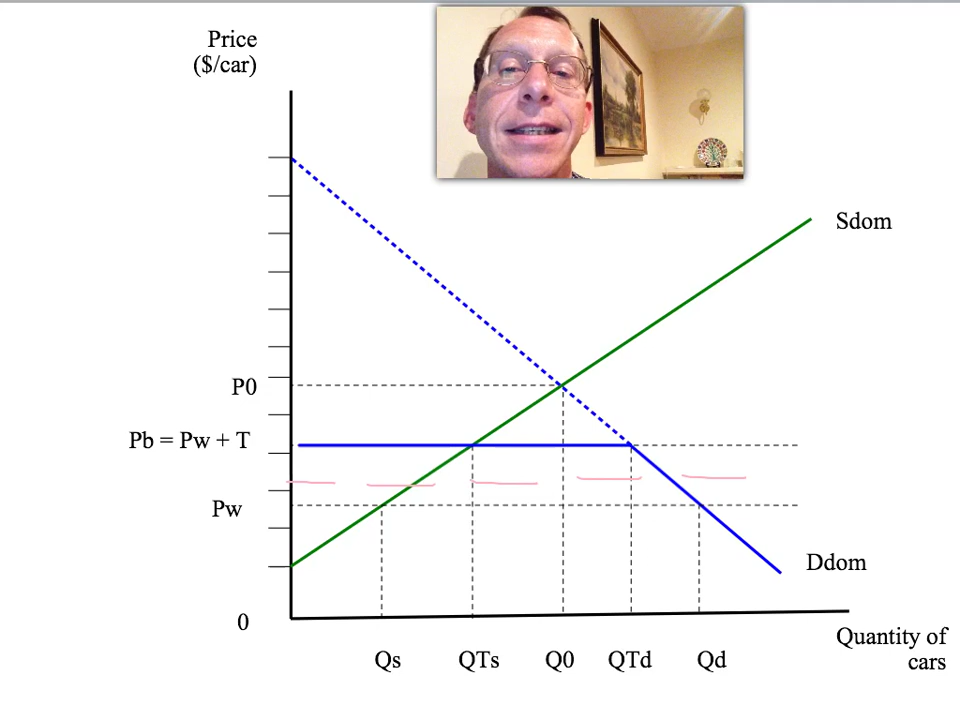 Price
($/car)
Sdom
P0
Pb = Pw + T
Pw
Ddom
0
Quantity of
cars
Qs
QTs
Q0
QTd
Qd